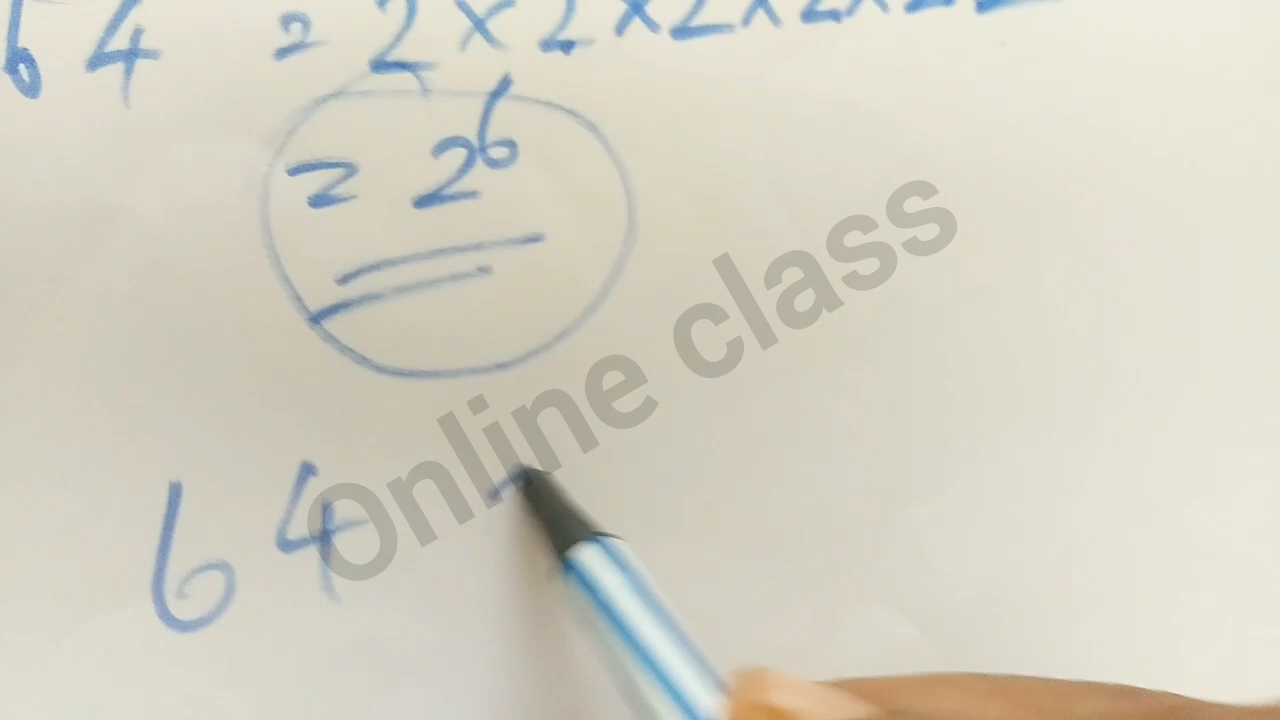 64 = 2 x 2 x 2 x 2 x 2
= 2⁶
64
Online class